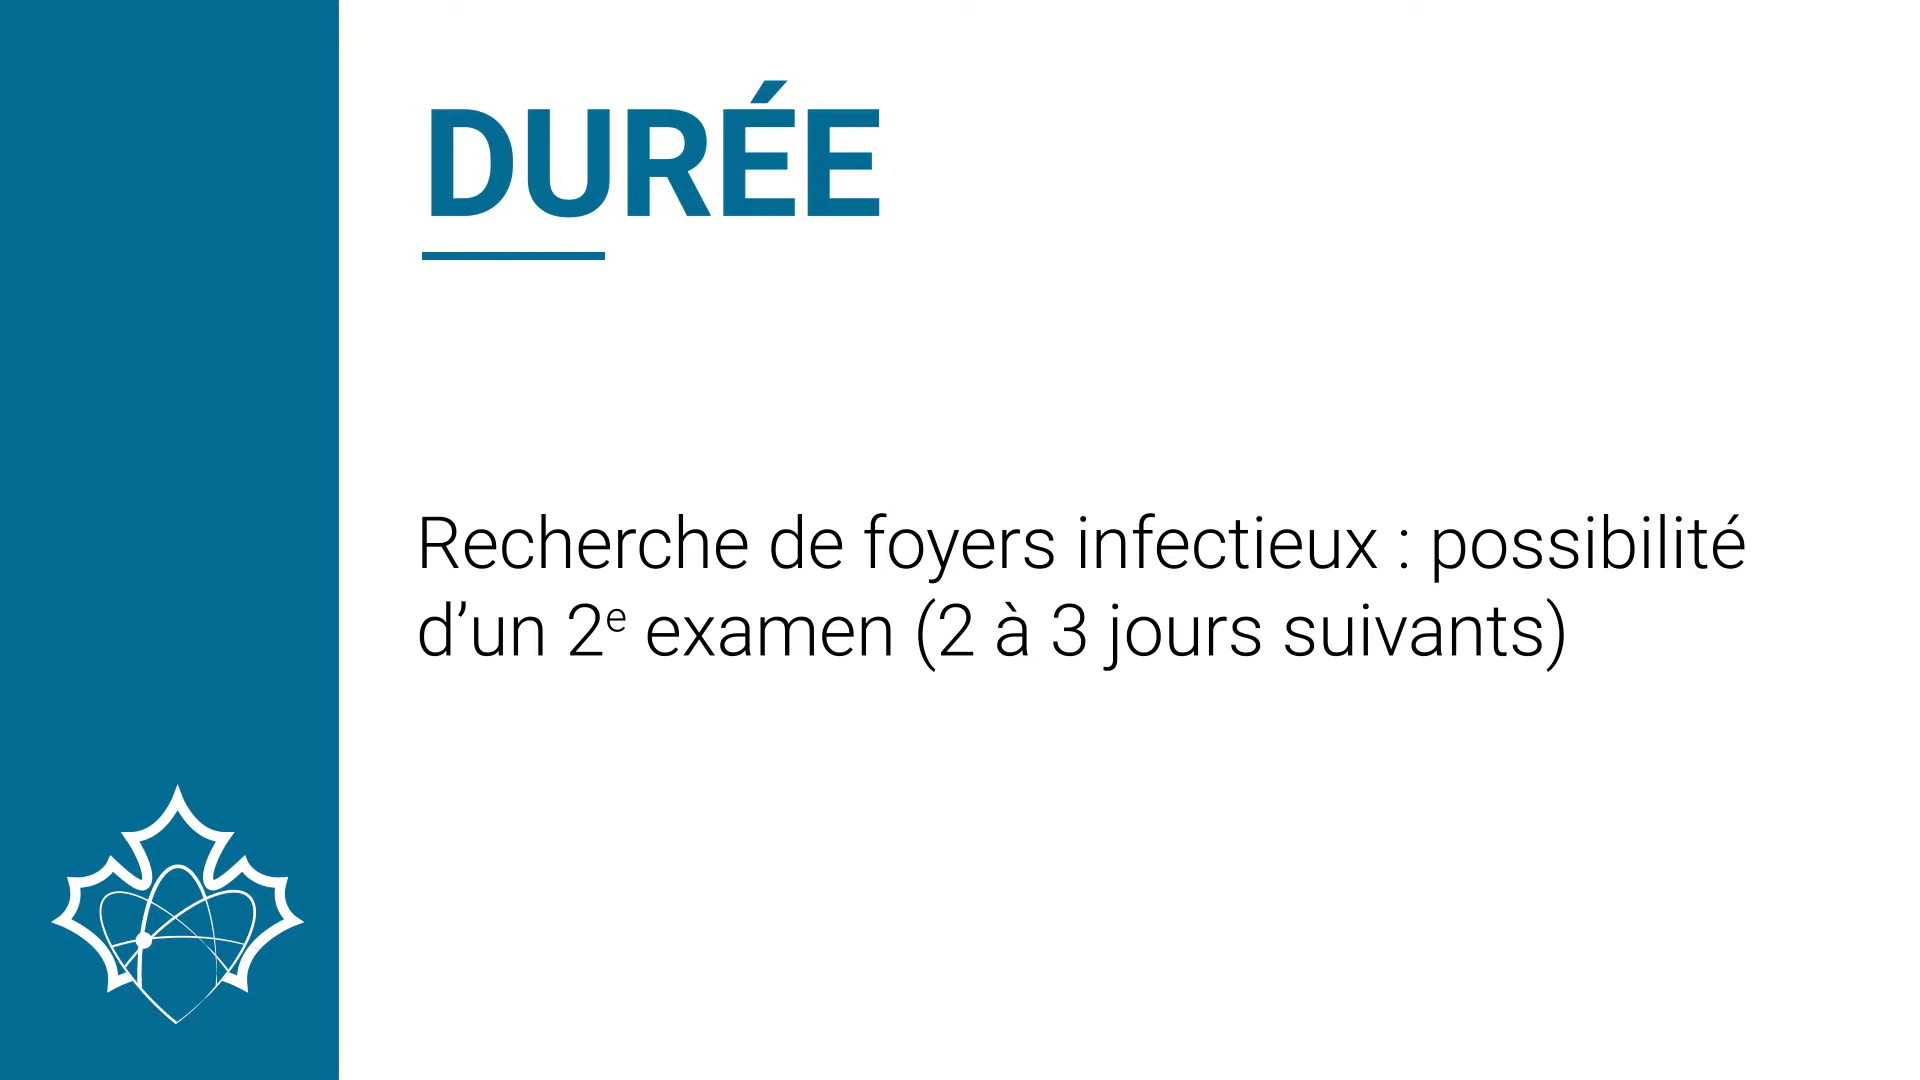 DURÉE
Recherche de foyers infectieux : possibilité
d’un 2ᵉ examen (2 à 3 jours suivants)